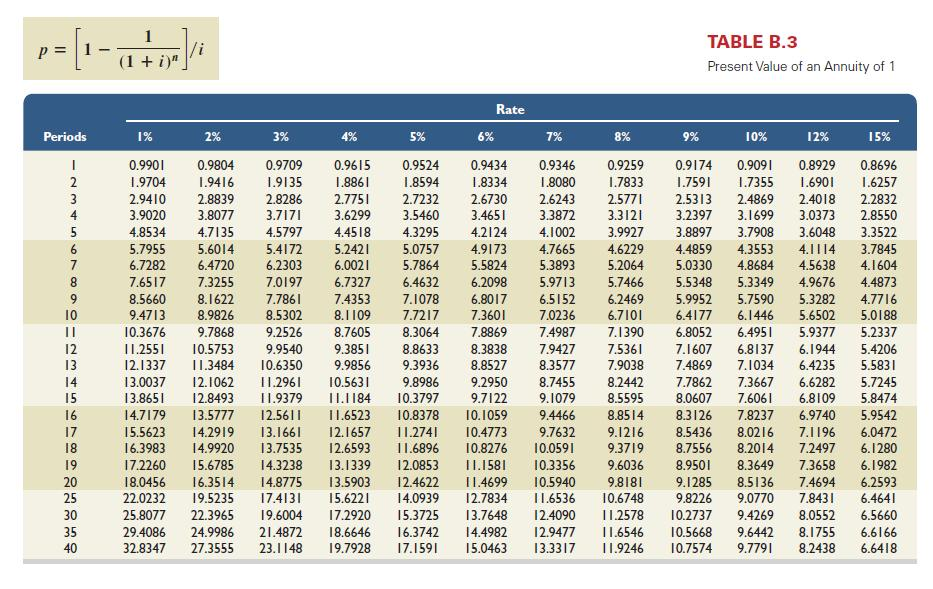 p = [1 − 1 / (1 + i)ⁿ]/i
TABLE B.3
Present Value of an Annuity of 1
Rate
Periods 1% 2% 3% 4% 5% 6% 7% 8% 9% 10% 12% 15%
1 0.9901 0.9804 0.9709 0.9615 0.9524 0.9434 0.9346 0.9259 0.9174 0.9091 0.8929 0.8696
2 1.9704 1.9416 1.9135 1.8861 1.8594 1.8334 1.8080 1.7833 1.7591 1.7355 1.6901 1.6257
3 2.9410 2.8839 2.8286 2.7751 2.7232 2.6730 2.6243 2.5771 2.5313 2.4869 2.4018 2.2832
4 3.9020 3.8077 3.7171 3.6299 3.5460 3.4651 3.3872 3.3121 3.2397 3.1699 3.0373 2.8550
5 4.8534 4.7135 4.5797 4.4518 4.3295 4.2124 4.1002 3.9927 3.8897 3.7908 3.6048 3.3522
6 5.7955 5.6014 5.4172 5.2421 5.0757 4.9173 4.7665 4.6229 4.4859 4.3553 4.1114 3.7845
7 6.7282 6.4720 6.2303 6.0021 5.7864 5.5824 5.3893 5.2064 5.0330 4.8684 4.5638 4.1604
8 7.6517 7.3255 7.0197 6.7327 6.4632 6.2098 5.9713 5.7466 5.5348 5.3349 4.9676 4.4873
9 8.5660 8.1622 7.7861 7.4353 7.1078 6.8017 6.5152 6.2469 5.9952 5.7590 5.3282 4.7716
10 9.4713 8.9826 8.5302 8.1109 7.7217 7.3601 7.0236 6.7101 6.4177 6.1446 5.6502 5.0188
11 10.3676 9.7868 9.2526 8.7605 8.3064 7.8869 7.4987 7.1390 6.8052 6.4951 5.9377 5.2337
12 11.2551 10.5753 9.9540 9.3851 8.8633 8.3838 7.9427 7.5361 7.1607 6.8137 6.1944 5.4206
13 12.1337 11.3484 10.6350 9.9856 9.3936 8.8527 8.3577 7.9038 7.4869 7.1034 6.4235 5.5831
14 13.0037 12.1062 11.2961 10.5631 9.8986 9.2950 8.7455 8.2442 7.7862 7.3667 6.6282 5.7245
15 13.8651 12.8493 11.9379 11.1184 10.3797 9.7122 9.1079 8.5595 8.0607 7.6061 6.8109 5.8474
16 14.7179 13.5777 12.5611 11.6523 10.8378 10.1059 9.4466 8.8514 8.3126 7.8237 6.9740 5.9542
17 15.5623 14.2919 13.1661 12.1657 11.2741 10.4773 9.7632 9.1216 8.5436 8.0216 7.1196 6.0472
18 16.3983 14.9920 13.7535 12.6593 11.6896 10.8276 10.0591 9.3719 8.7556 8.2014 7.2497 6.1280
19 17.2260 15.6785 14.3238 13.1339 12.0853 11.1581 10.3356 9.6036 8.9501 8.3649 7.3658 6.1982
20 18.0456 16.3514 14.8775 13.5903 12.4622 11.4699 10.5940 9.8181 9.1285 8.5136 7.4694 6.2593
25 22.0232 19.5235 17.4131 15.6221 14.0939 12.7834 11.6536 10.6748 9.8226 9.0770 7.8431 6.4641
30 25.8077 22.3965 19.6004 17.2920 15.3725 13.7648 12.4090 11.2578 10.2737 9.4269 8.0552 6.5660
35 29.4086 24.9986 21.4872 18.6646 16.3742 14.4982 12.9477 11.6546 10.5668 9.6442 8.1755 6.6166
40 32.8347 27.3555 23.1148 19.7928 17.1591 15.0463 13.3317 11.9246 10.7574 9.7791 8.2438 6.6418